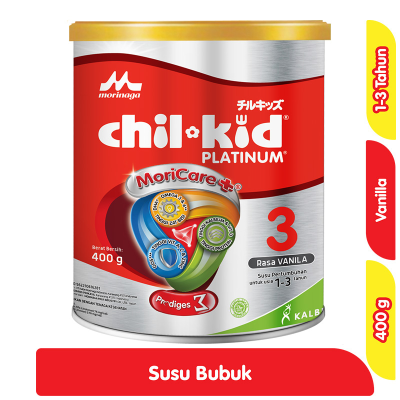 morinaga
チルキッズ
chil*kid
PLATINUM
MoriCare+
3
Rasa VANILA
Susu Pertumbuhan
untuk usia 1-3 tahun
Berat Bersih:
400 g
Prodiges
KALBE
Susu Bubuk
1-3 Tahun
Vanilla
400 g